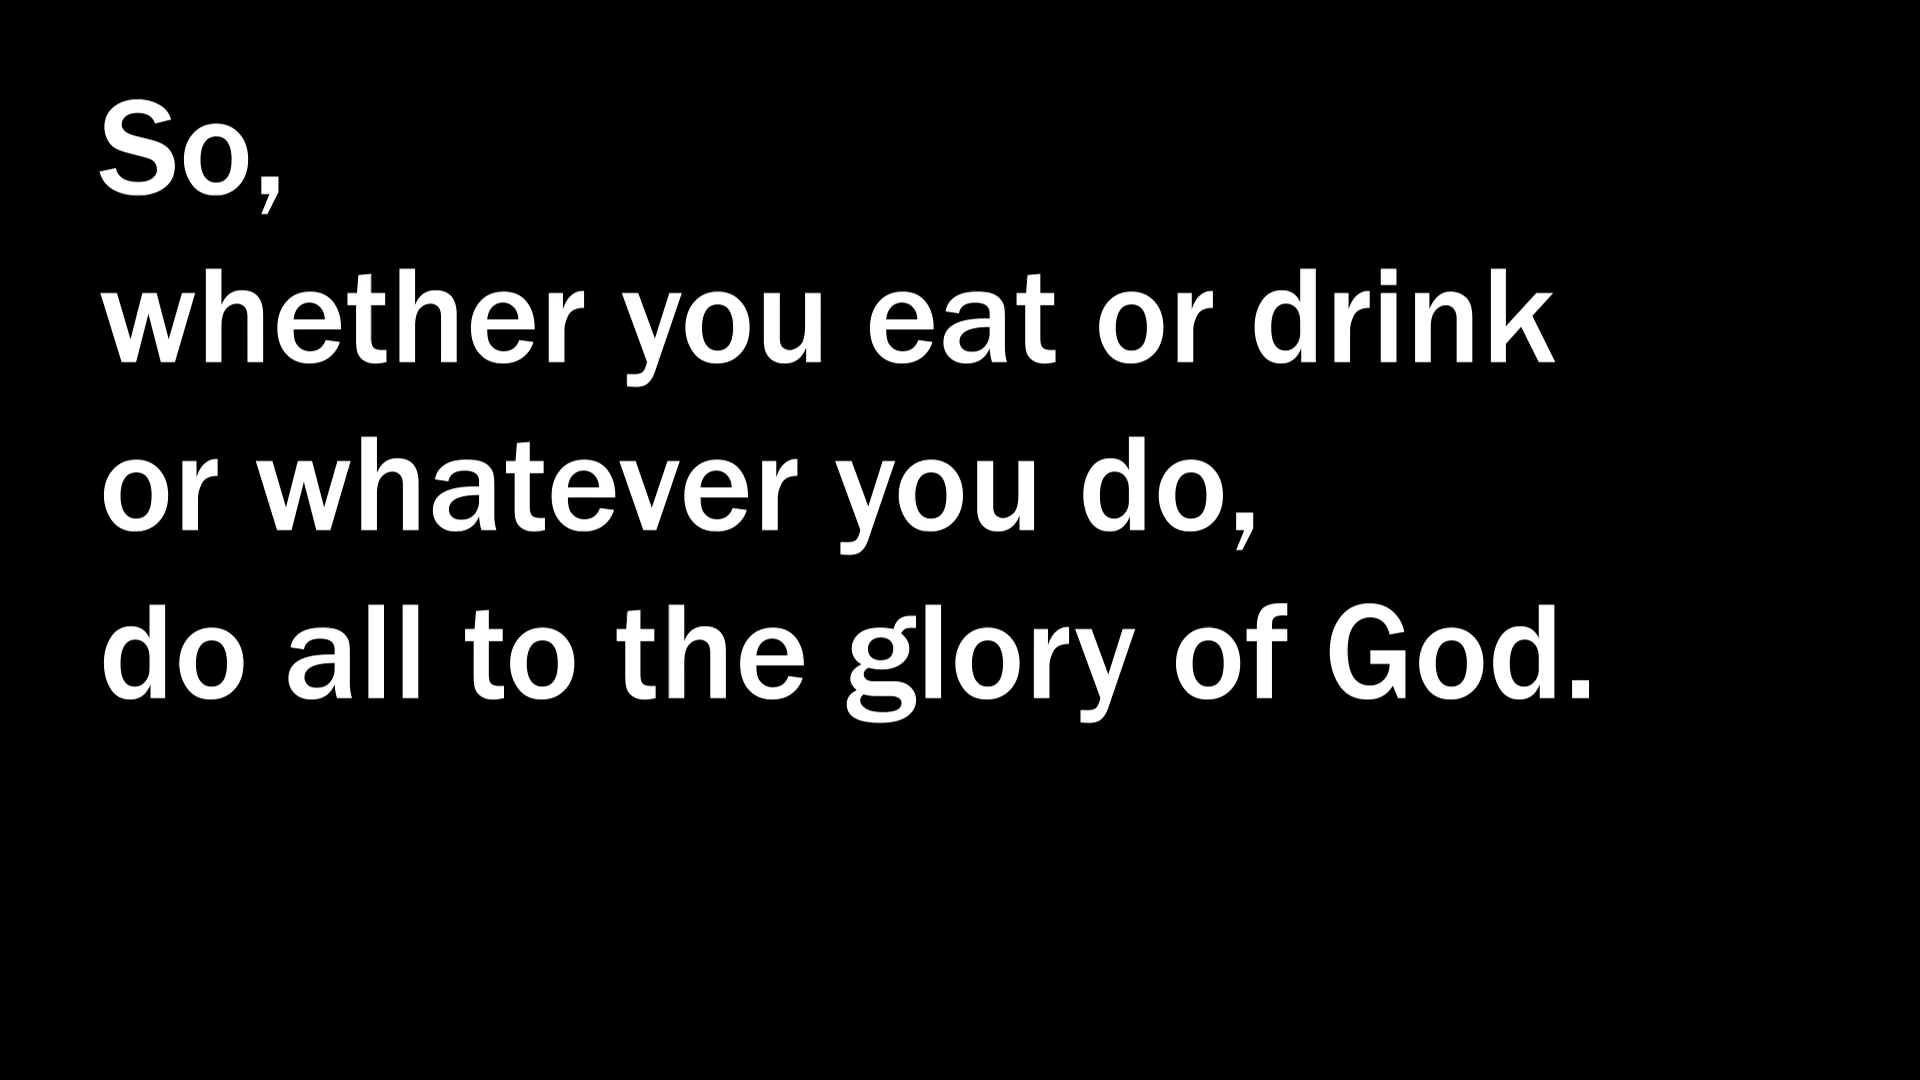 So,
whether you eat or drink
or whatever you do,
do all to the glory of God.